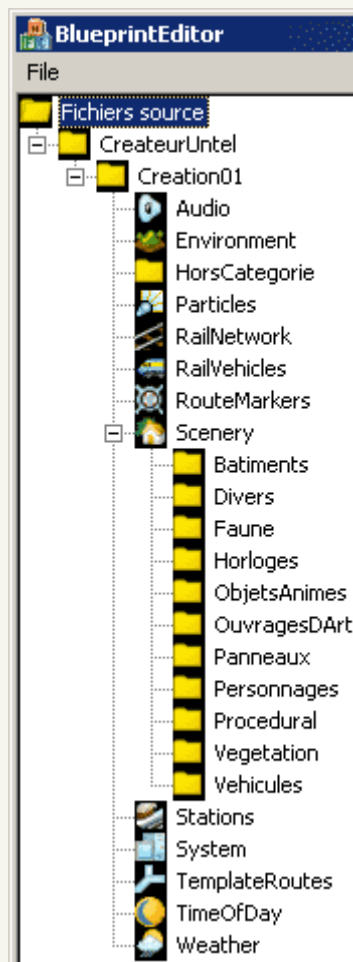 BlueprintEditor
File
Fichiers source
CreateurUntel
Creation01
Audio
Environment
HorsCategorie
Particles
RailNetwork
RailVehicles
RouteMarkers
Scenery
Batiments
Divers
Faune
Horloges
ObjetsAnimes
OuvragesDArt
Panneaux
Personnages
Procedural
Vegetation
Vehicules
Stations
System
TemplateRoutes
TimeOfDay
Weather